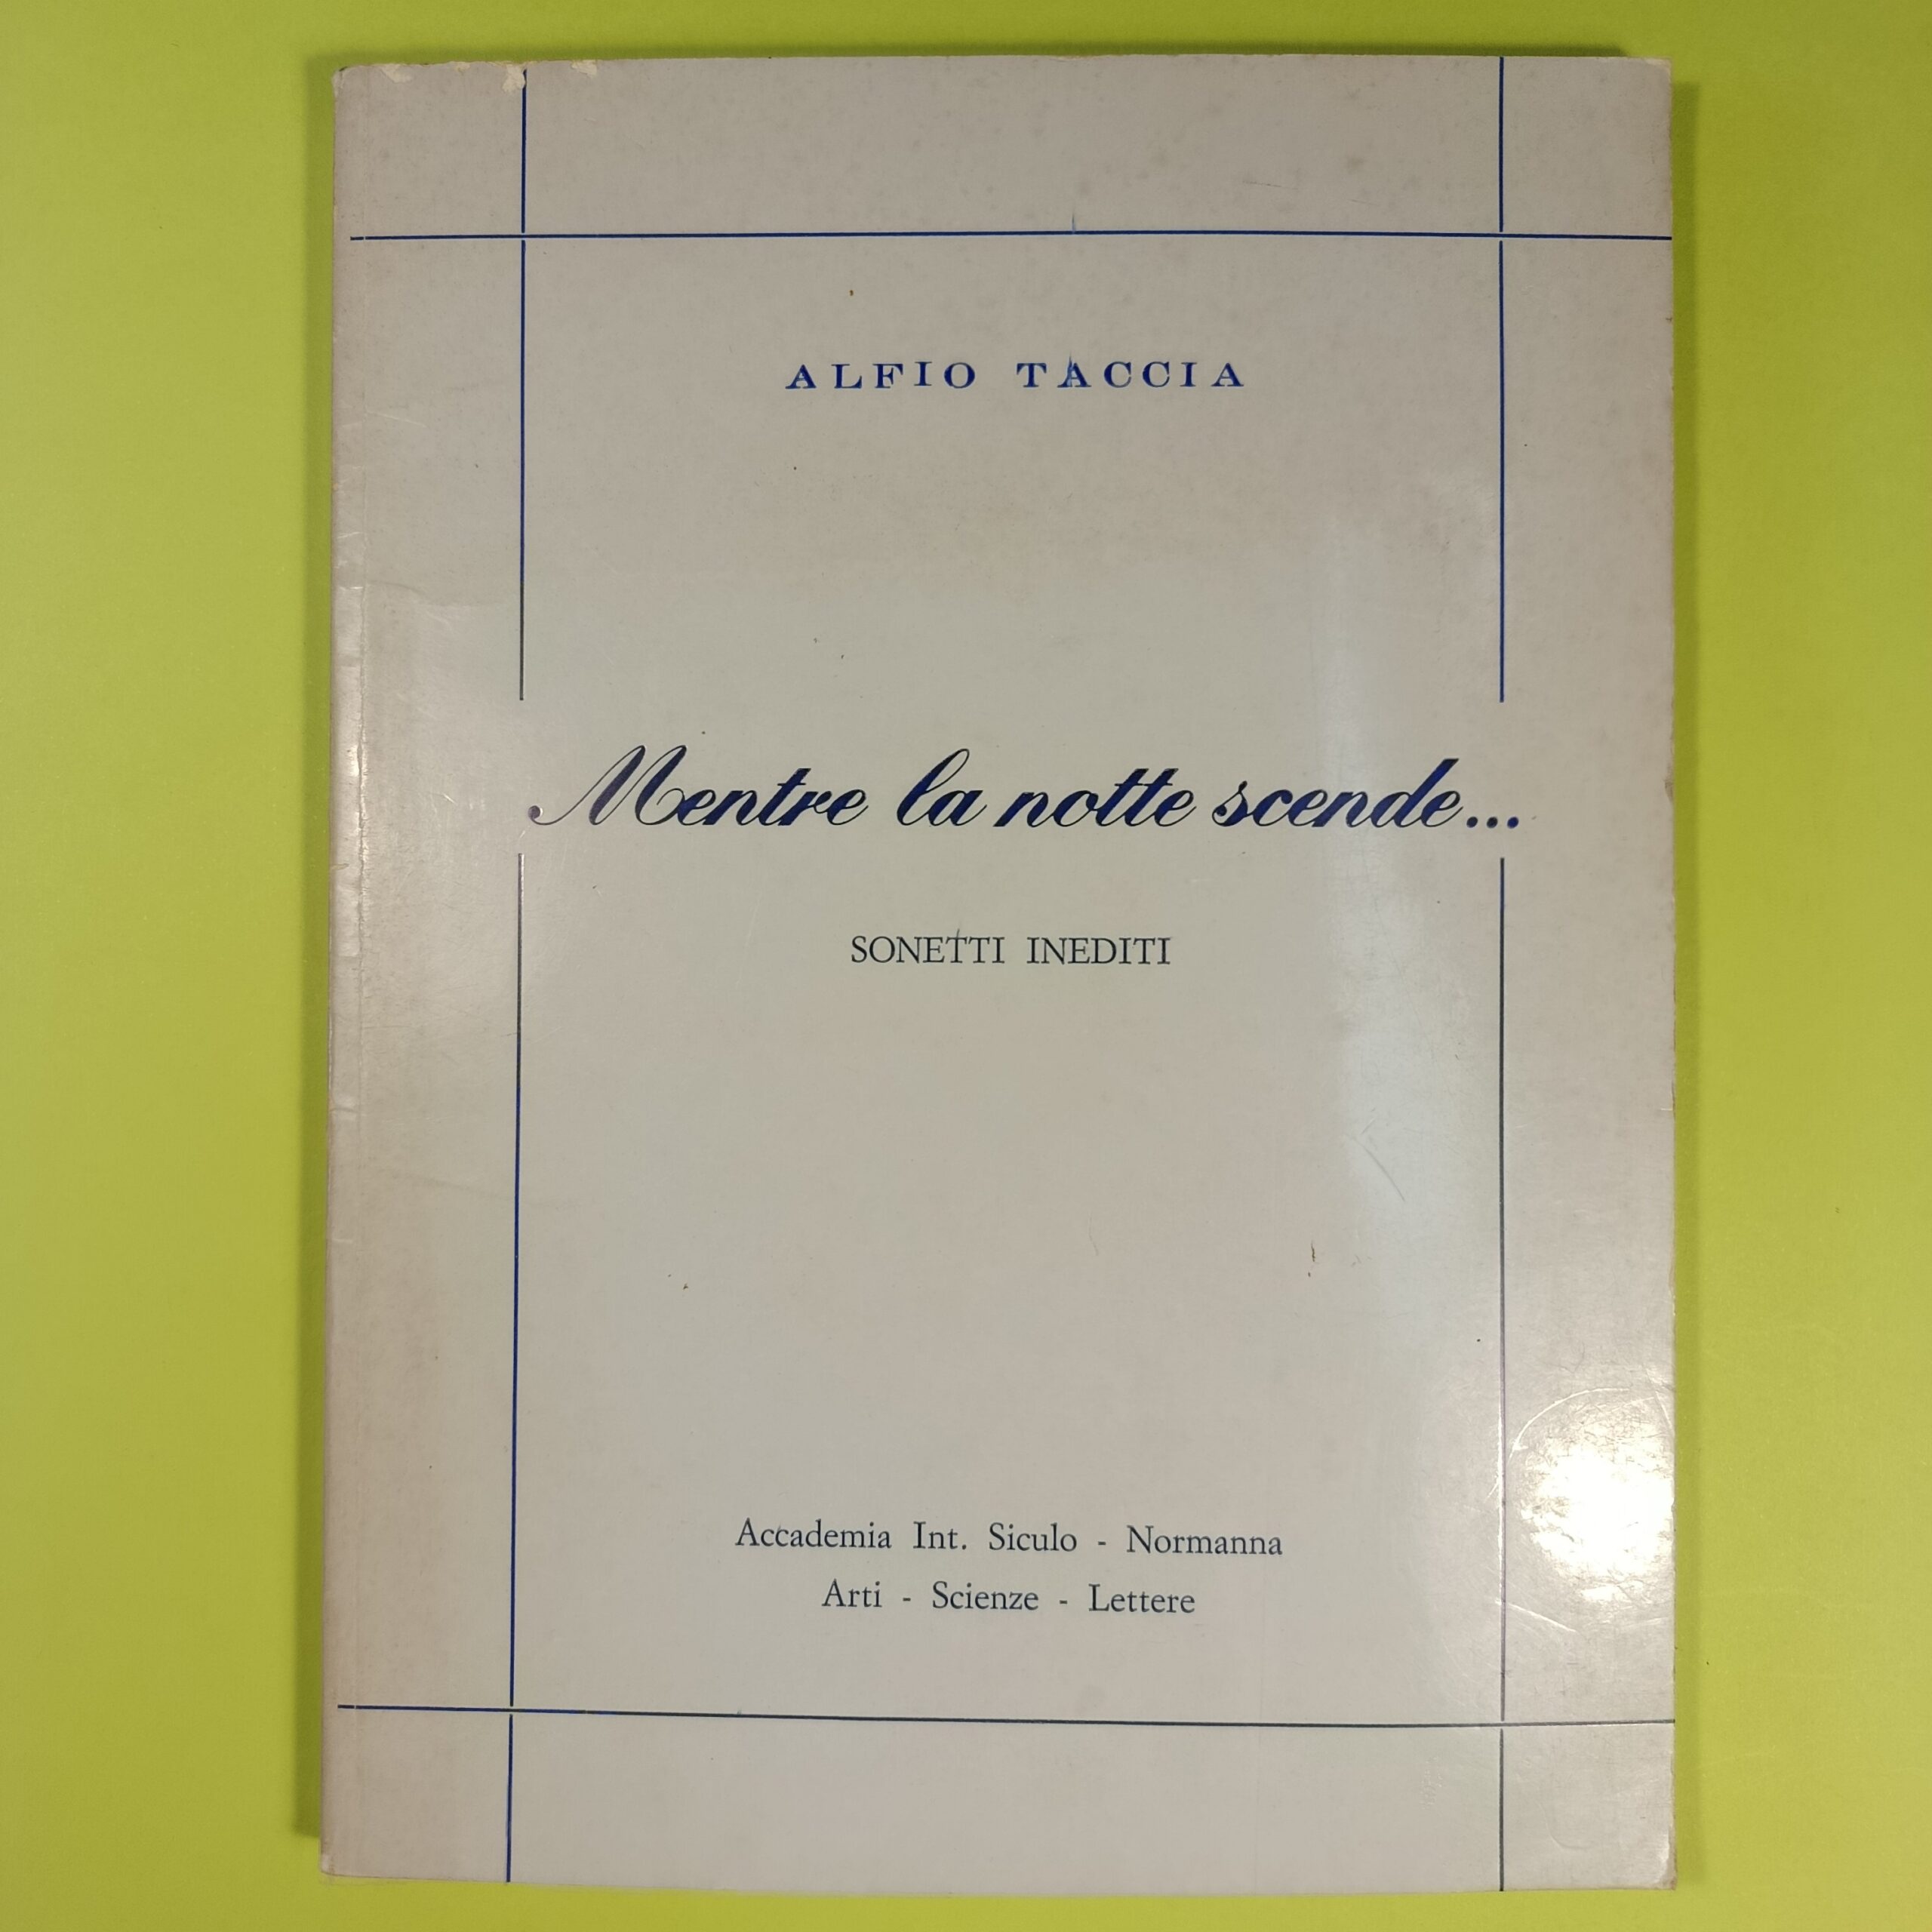 ALFIO TACCIA
Mentre la notte scende...
SONETTI INEDITI
Accademia Int. Siculo - Normanna
Arti - Scienze - Lettere